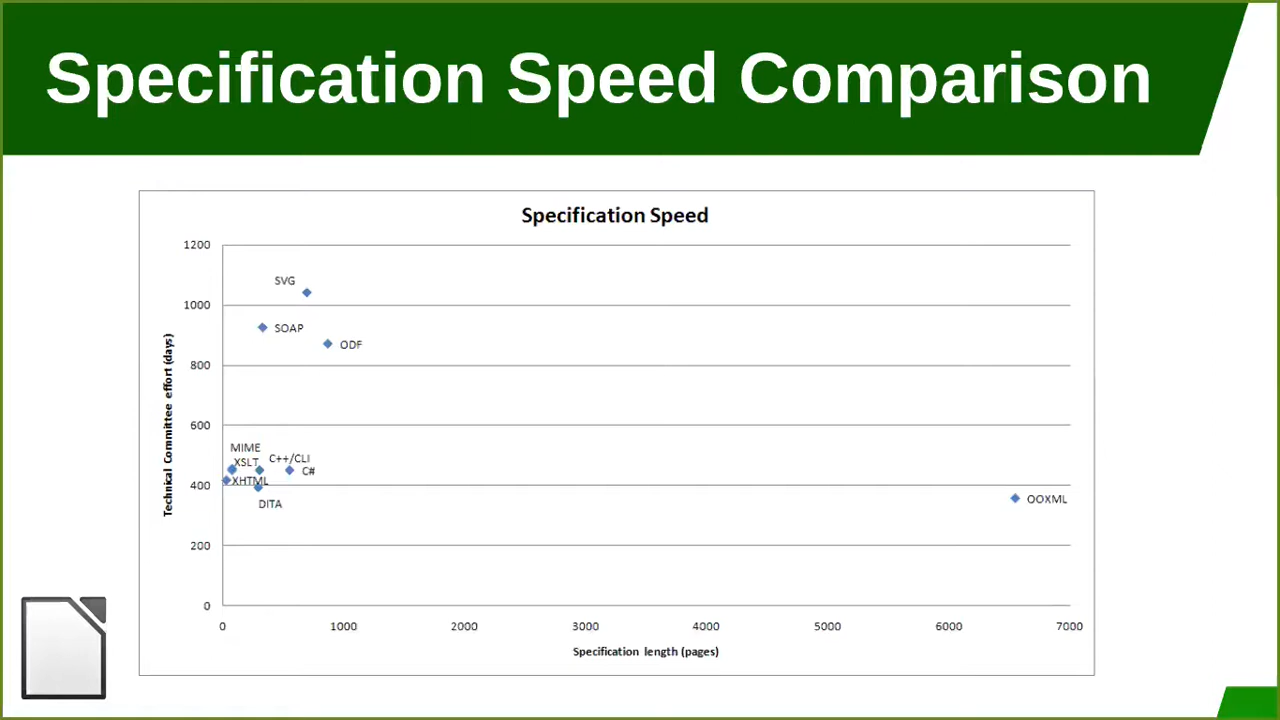 Specification Speed Comparison
Specification Speed
1200
1000
800
600
400
200
0
Technical Committee effort (days)
SVG
SOAP
ODF
MIME
XSLT
C++/CLI
C#
XHTML
DITA
OOXML
0 1000 2000 3000 4000 5000 6000 7000
Specification length (pages)